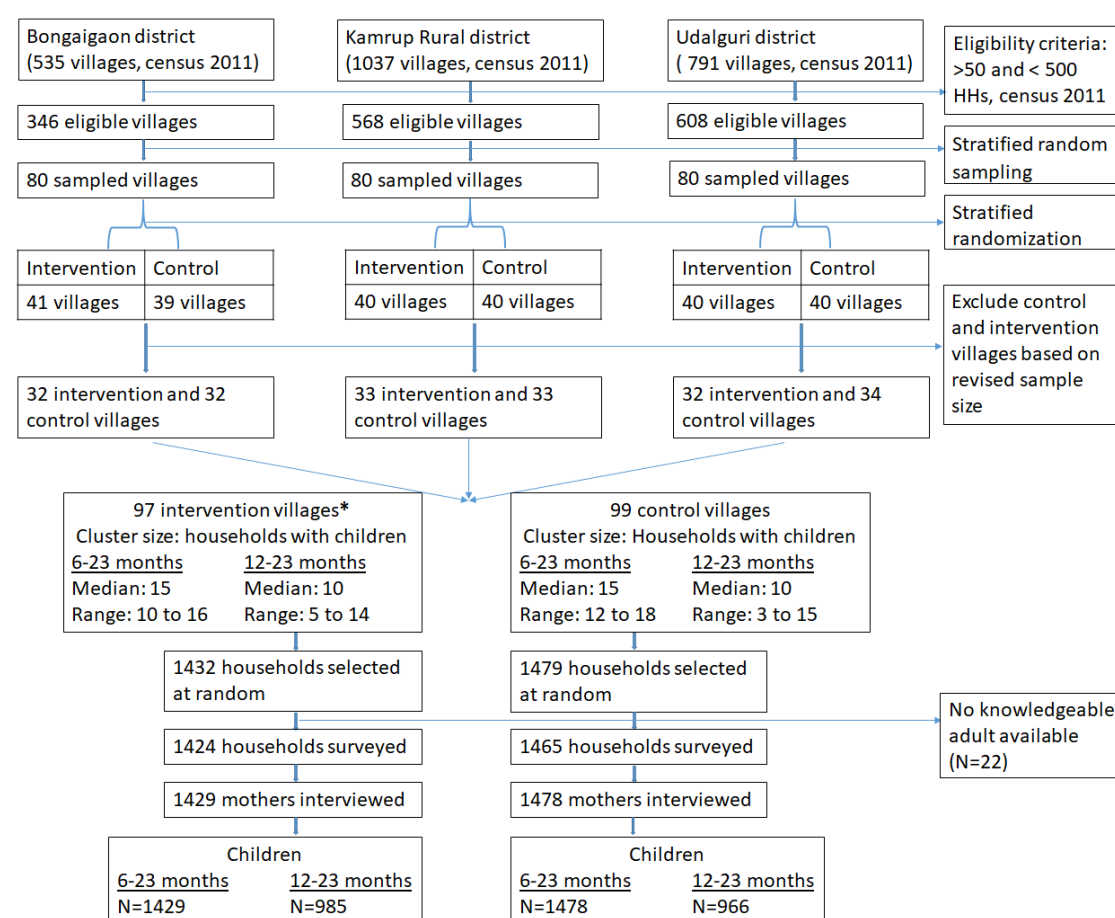 Bongaigaon district
(535 villages, census 2011)
Kamrup Rural district
(1037 villages, census 2011)
Udalguri district
( 791 villages, census 2011)
Eligibility criteria:
>50 and < 500
HHs, census 2011
346 eligible villages
568 eligible villages
608 eligible villages
Stratified random
sampling
80 sampled villages
80 sampled villages
80 sampled villages
Stratified
randomization
Intervention
Control
41 villages
39 villages
Intervention
Control
40 villages
40 villages
Intervention
Control
40 villages
40 villages
Exclude control
and intervention
villages based on
revised sample
size
32 intervention and 32
control villages
33 intervention and 33
control villages
32 intervention and 34
control villages
97 intervention villages*
Cluster size: households with children
6-23 months
12-23 months
Median: 15
Median: 10
Range: 10 to 16
Range: 5 to 14
99 control villages
Cluster size: Households with children
6-23 months
12-23 months
Median: 15
Median: 10
Range: 12 to 18
Range: 3 to 15
1432 households selected
at random
1479 households selected
at random
No knowledgeable
adult available
(N=22)
1424 households surveyed
1465 households surveyed
1429 mothers interviewed
1478 mothers interviewed
Children
6-23 months
12-23 months
N=1429
N=985
Children
6-23 months
12-23 months
N=1478
N=966